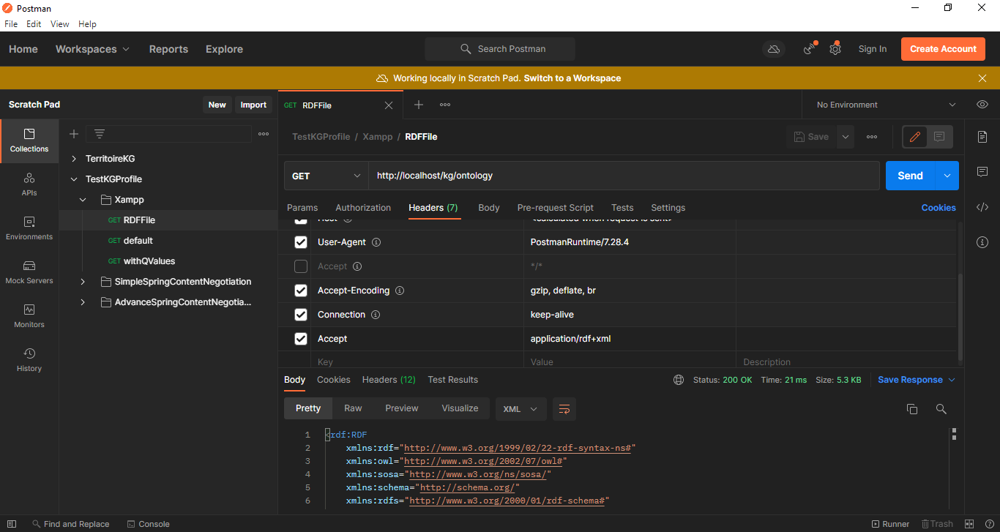 Postman
File Edit View Help
Home Workspaces Reports Explore Search Postman Sign In Create Account
Working locally in Scratch Pad. Switch to a Workspace
Scratch Pad New Import GET RDFFile No Environment
TestKGProfile / Xampp / RDFFile Save
Collections
APIs
Environments
Mock Servers
Monitors
History
TerritoireKG
TestKGProfile
Xampp
GET RDFFile
GET default
GET withQValues
SimpleSpringContentNegotiation
AdvanceSpringContentNegotia...
GET http://localhost/kg/ontology Send
Params Authorization Headers (7) Body Pre-request Script Tests Settings Cookies
Host <calculated when request is sent>
User-Agent PostmanRuntime/7.28.4
Accept */*
Accept-Encoding gzip, deflate, br
Connection keep-alive
Accept application/rdf+xml
Key Value Description
Body Cookies Headers (12) Test Results Status: 200 OK Time: 21 ms Size: 5.3 KB Save Response
Pretty Raw Preview Visualize XML
1 <rdf:RDF
2 xmlns:rdf="http://www.w3.org/1999/02/22-rdf-syntax-ns#"
3 xmlns:owl="http://www.w3.org/2002/07/owl#"
4 xmlns:sosa="http://www.w3.org/ns/sosa/"
5 xmlns:schema="http://schema.org/"
6 xmlns:rdfs="http://www.w3.org/2000/01/rdf-schema#"
Find and Replace Console Runner Trash